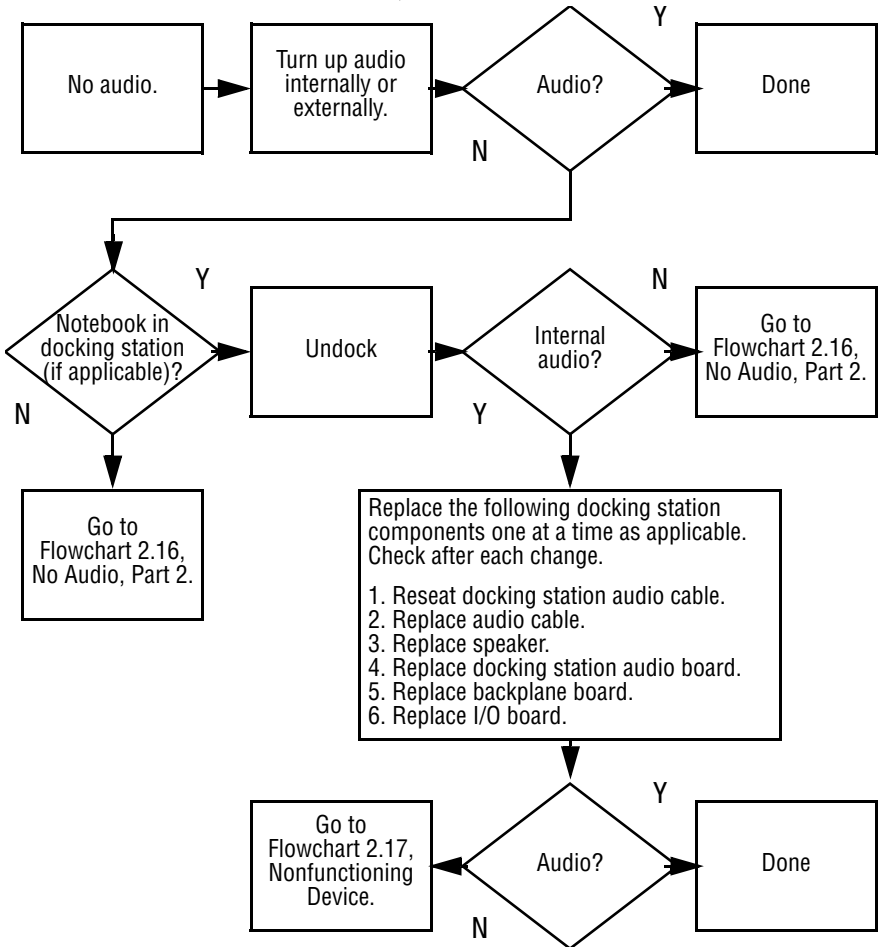 No audio.
Turn up audio
internally or
externally.
Audio?
Y
Done
N
Notebook in
docking station
(if applicable)?
Y
Undock
Internal
audio?
N
Go to
Flowchart 2.16,
No Audio, Part 2.
N
Y
Go to
Flowchart 2.16,
No Audio, Part 2.
Replace the following docking station
components one at a time as applicable.
Check after each change.
1. Reseat docking station audio cable.
2. Replace audio cable.
3. Replace speaker.
4. Replace docking station audio board.
5. Replace backplane board.
6. Replace I/O board.
Go to
Flowchart 2.17,
Nonfunctioning
Device.
Audio?
Y
Done
N